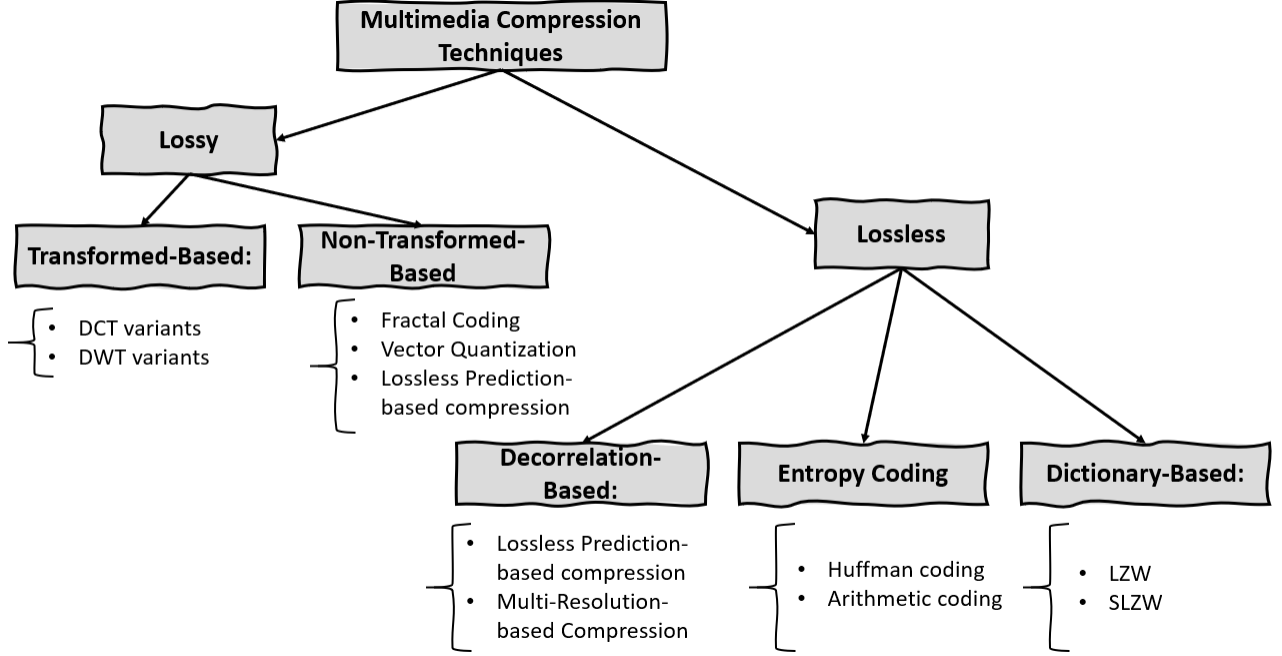 Multimedia Compression
Techniques
Lossy
Lossless
Transformed-Based:
Non-Transformed-
Based
• DCT variants
• DWT variants
• Fractal Coding
• Vector Quantization
• Lossless Prediction-
based compression
Decorrelation-
Based:
Entropy Coding
Dictionary-Based:
• Lossless Prediction-
based compression
• Multi-Resolution-
based Compression
• Huffman coding
• Arithmetic coding
• LZW
• SLZW